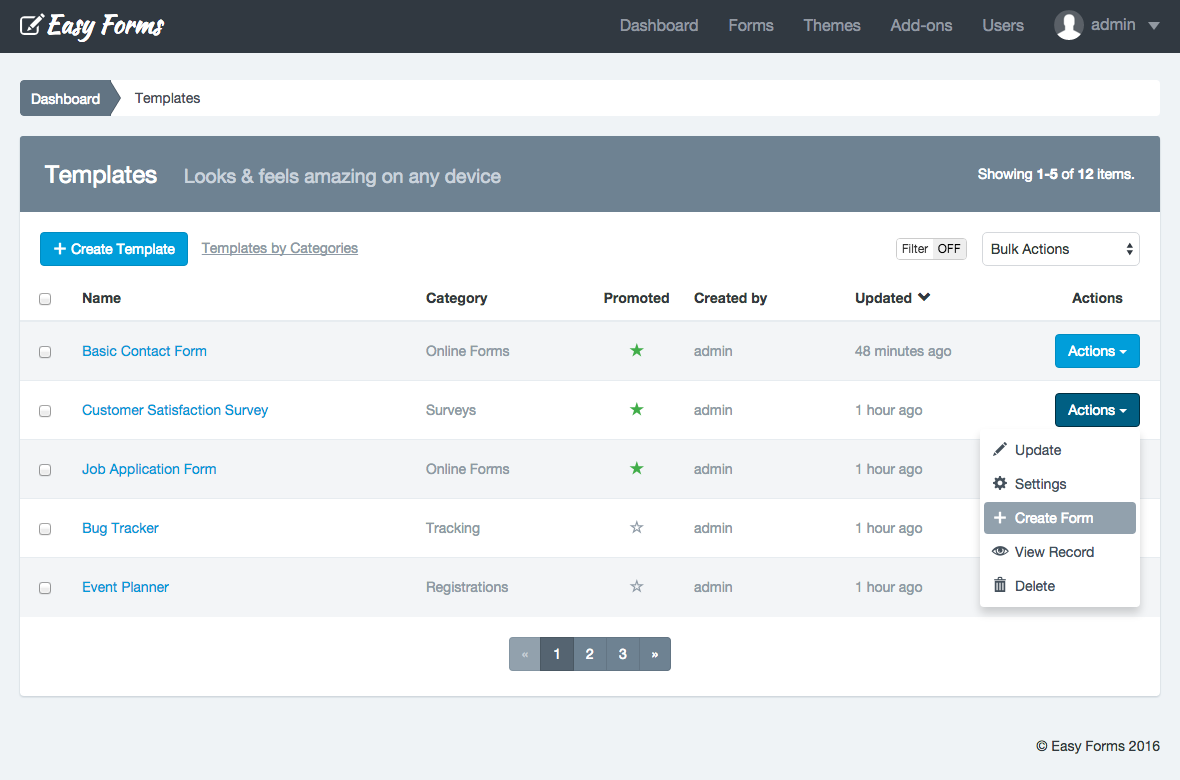 Easy Forms Dashboard Forms Themes Add-ons Users admin
Dashboard Templates
Templates Looks & feels amazing on any device Showing 1-5 of 12 items.
+ Create Template Templates by Categories Filter OFF Bulk Actions
Name Category Promoted Created by Updated Actions
Basic Contact Form Online Forms admin 48 minutes ago Actions
Customer Satisfaction Survey Surveys admin 1 hour ago Actions
Update
Job Application Form Online Forms admin 1 hour ago
Settings
+ Create Form
Bug Tracker Tracking admin 1 hour ago
View Record
Event Planner Registrations admin 1 hour ago Delete
« 1 2 3 »
© Easy Forms 2016